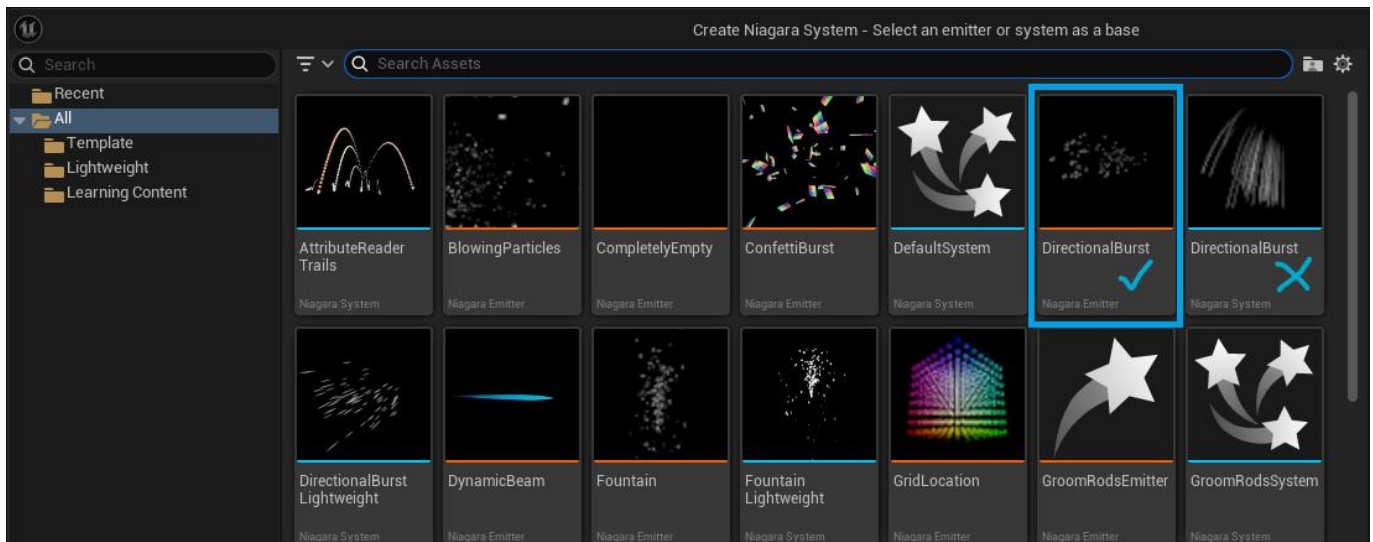 Create Niagara System - Select an emitter or system as a base
Search
Search Assets
Recent
All
Template
Lightweight
Learning Content
AttributeReader
Trails
Niagara System
BlowingParticles
Niagara Emitter
CompletelyEmpty
Niagara Emitter
ConfettiBurst
Niagara Emitter
DefaultSystem
Niagara System
DirectionalBurst
Niagara Emitter
DirectionalBurst
Niagara System
DirectionalBurst
Lightweight
Niagara System
DynamicBeam
Niagara Emitter
Fountain
Niagara Emitter
Fountain
Lightweight
Niagara System
GridLocation
Niagara Emitter
GroomRodsEmitter
Niagara Emitter
GroomRodsSystem
Niagara System